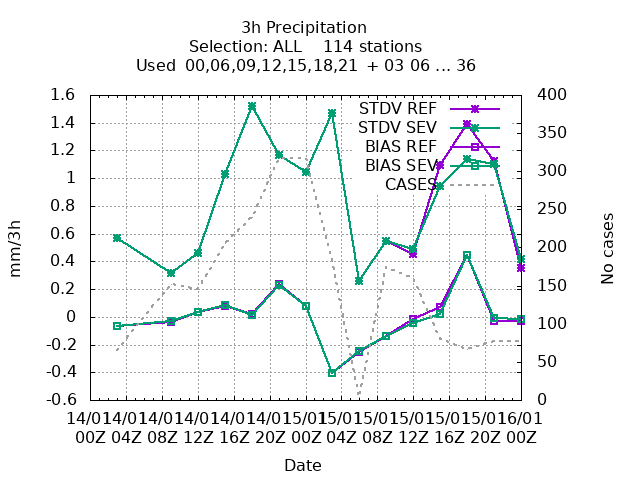 3h Precipitation
Selection: ALL    114 stations
Used  00,06,09,12,15,18,21  + 03 06 ... 36
1.6
1.4
1.2
1
0.8
0.6
0.4
0.2
0
-0.2
-0.4
-0.6
mm/3h
STDV REF
STDV SEV
BIAS REF
BIAS SEV
CASES
400
350
300
250
200
150
100
50
0
No cases
14/01 14/01 14/01 14/01 14/01 14/01 15/01 15/01 15/01 15/01 15/01 15/01 16/01
00Z 04Z 08Z 12Z 16Z 20Z 00Z 04Z 08Z 12Z 16Z 20Z 00Z
Date